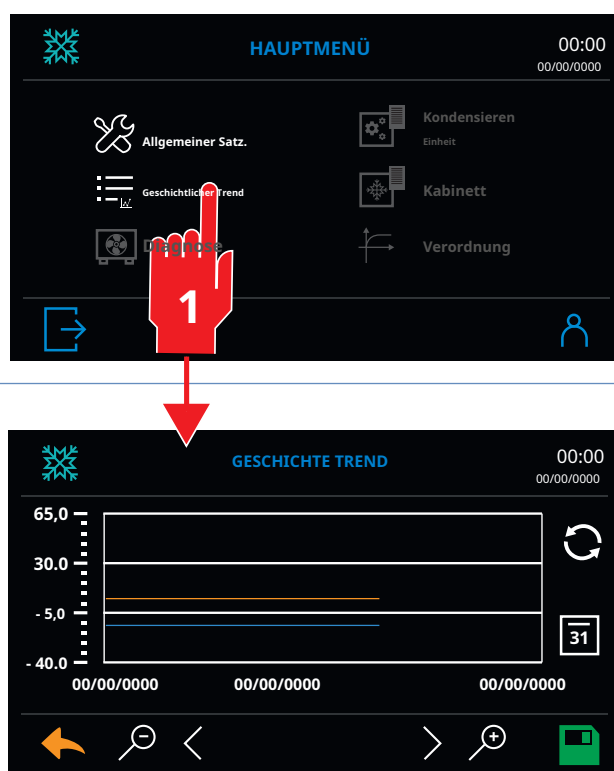 HAUPTMENÜ
00:00
00/00/0000
Allgemeiner Satz.
Kondensieren
Einheit
Geschichtlicher Trend
Kabinett
Diagnose
Verordnung
1
GESCHICHTE TREND
00:00
00/00/0000
65,0
30.0
- 5,0
- 40.0
31
00/00/0000 00/00/0000 00/00/0000